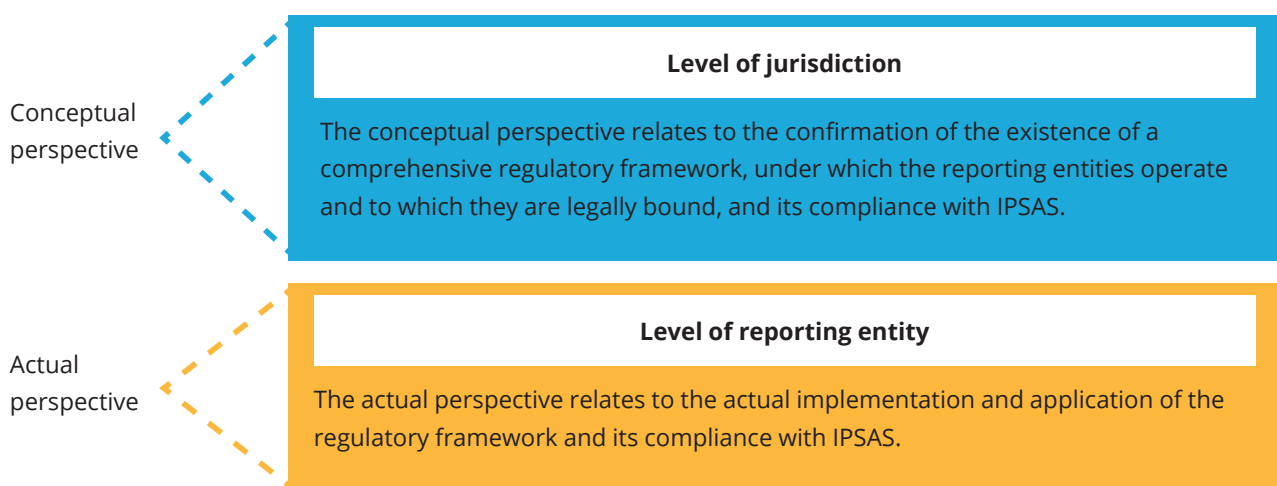 Conceptual
perspective
Level of jurisdiction
The conceptual perspective relates to the confirmation of the existence of a
comprehensive regulatory framework, under which the reporting entities operate
and to which they are legally bound, and its compliance with IPSAS.
Actual
perspective
Level of reporting entity
The actual perspective relates to the actual implementation and application of the
regulatory framework and its compliance with IPSAS.